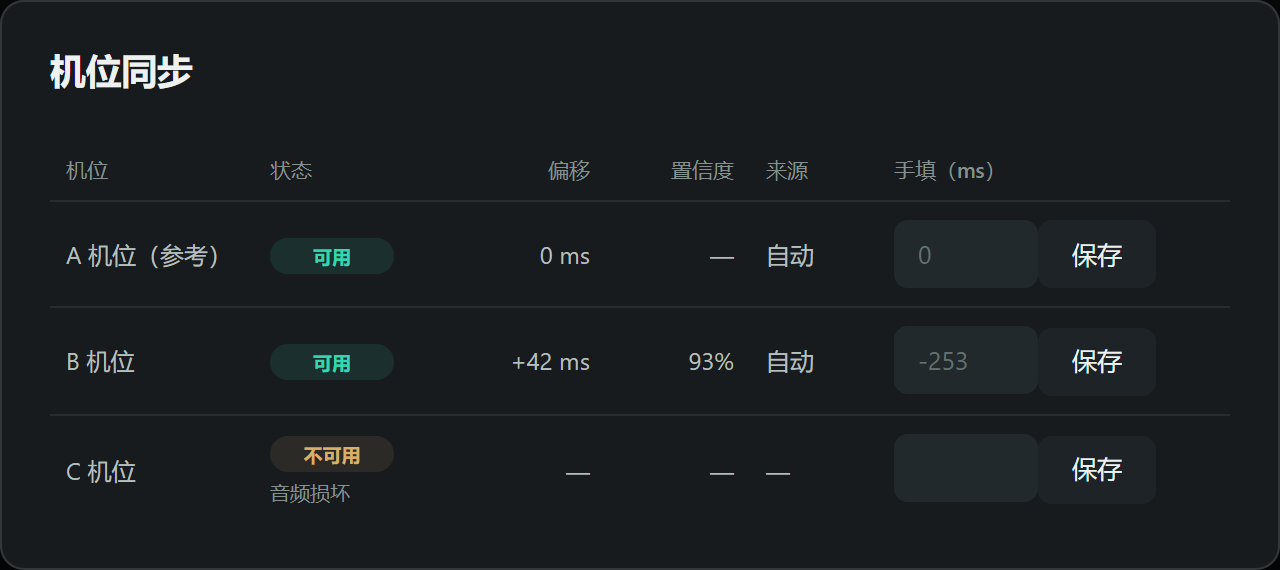 机位同步
机位 状态 偏移 置信度 来源 手填（ms）
A 机位（参考） 可用 0 ms — 自动 0 保存
B 机位 可用 +42 ms 93% 自动 -253 保存
C 机位 不可用 — — — 保存
音频损坏